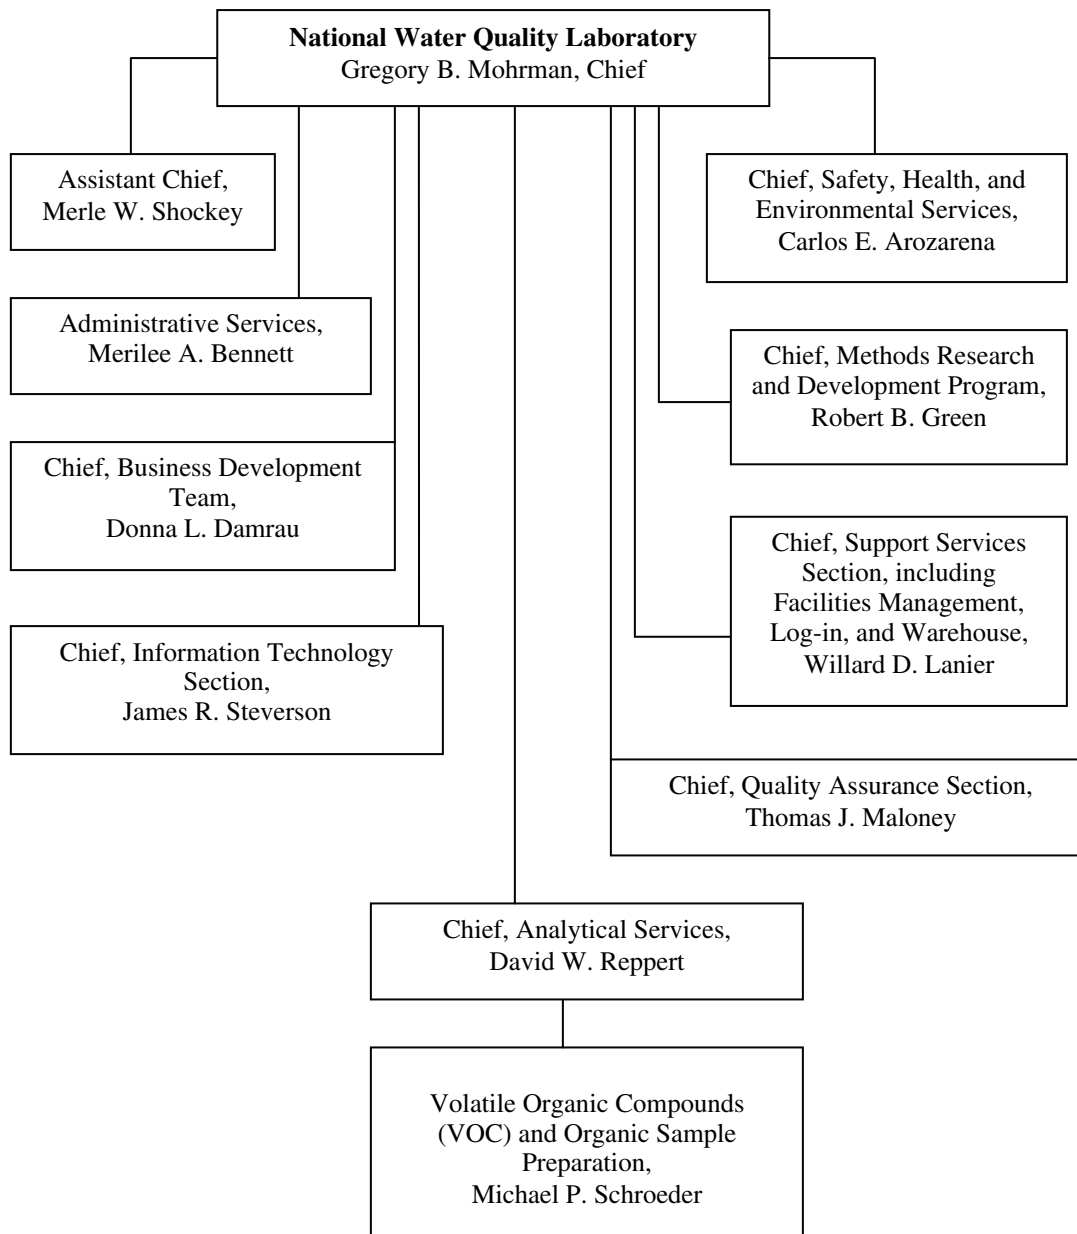 National Water Quality Laboratory
Gregory B. Mohrman, Chief
Assistant Chief,
Merle W. Shockey
Chief, Safety, Health, and
Environmental Services,
Carlos E. Arozarena
Administrative Services,
Merilee A. Bennett
Chief, Methods Research
and Development Program,
Robert B. Green
Chief, Business Development
Team,
Donna L. Damrau
Chief, Support Services
Section, including
Facilities Management,
Log-in, and Warehouse,
Willard D. Lanier
Chief, Information Technology
Section,
James R. Steverson
Chief, Quality Assurance Section,
Thomas J. Maloney
Chief, Analytical Services,
David W. Reppert
Volatile Organic Compounds
(VOC) and Organic Sample
Preparation,
Michael P. Schroeder